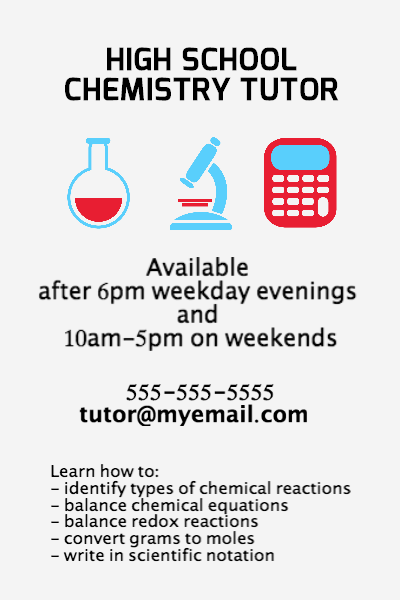 HIGH SCHOOL
CHEMISTRY TUTOR
Available
after 6pm weekday evenings
and
10am-5pm on weekends
555-555-5555
tutor@myemail.com
Learn how to:
- identify types of chemical reactions
- balance chemical equations
- balance redox reactions
- convert grams to moles
- write in scientific notation